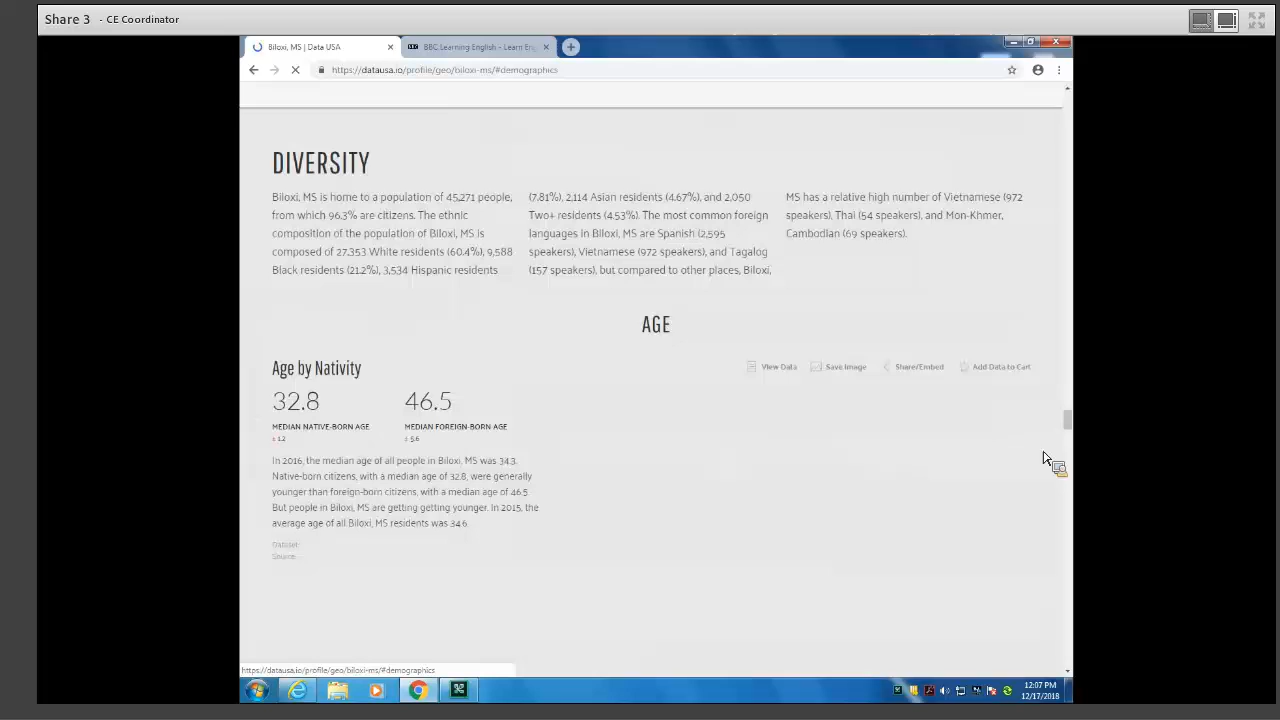 Share 3 - CE Coordinator
Biloxi, MS | Data USA
BBC Learning English - Learn En
https://datausa.io/profile/geo/biloxi-ms/#demographics
DIVERSITY
Biloxi, MS is home to a population of 45,271 people,
from which 96.3% are citizens. The ethnic
composition of the population of Biloxi, MS is
composed of 27,353 White residents (60.4%), 9,588
Black residents (21.2%), 3,534 Hispanic residents
(7.81%), 2,114 Asian residents (4.67%), and 2,050
Two+ residents (4.53%). The most common foreign
languages in Biloxi, MS are Spanish (2,595
speakers), Vietnamese (972 speakers), and Tagalog
(157 speakers), but compared to other places, Biloxi,
MS has a relative high number of Vietnamese (972
speakers), Thai (54 speakers), and Mon-Khmer,
Cambodian (69 speakers).
AGE
Age by Nativity
View Data Save Image Share/Embed Add Data to Cart
32.8
MEDIAN NATIVE-BORN AGE
± 1.2
46.5
MEDIAN FOREIGN-BORN AGE
± 5.6
In 2016, the median age of all people in Biloxi, MS was 34.3.
Native-born citizens, with a median age of 32.8, were generally
younger than foreign-born citizens, with a median age of 46.5.
But people in Biloxi, MS are getting getting younger. In 2015, the
average age of all Biloxi, MS residents was 34.6.
Dataset:
Source:
https://datausa.io/profile/geo/biloxi-ms/#demographics
12:07 PM
12/17/2018